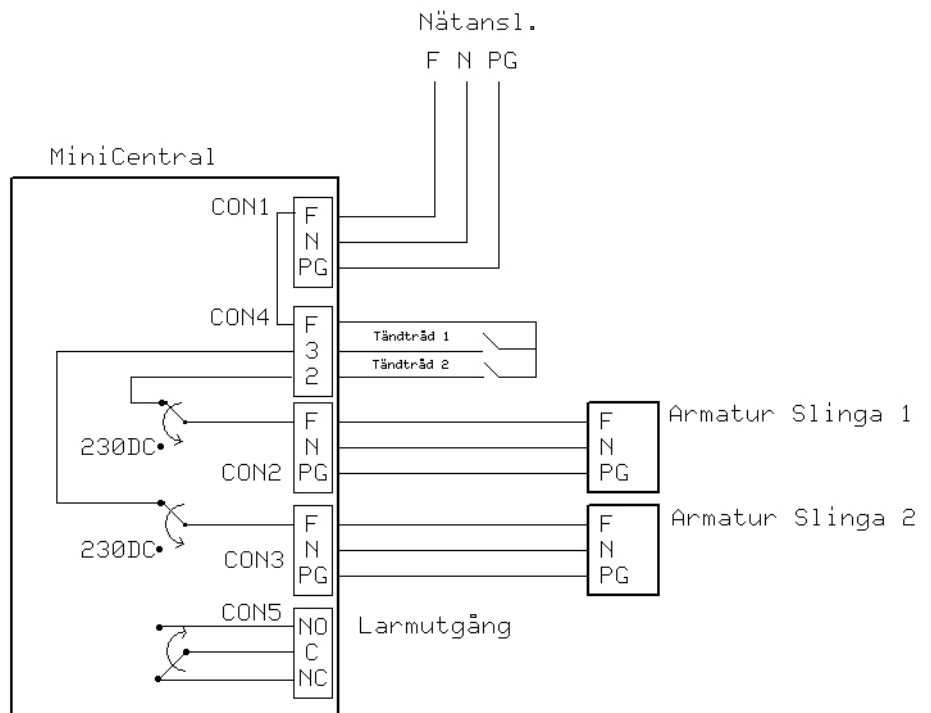 Nätansl.
F N PG
MiniCentral
CON1
F
N
PG
CON4
F
3
2
Tändtråd 1
Tändtråd 2
230DC
CON2
F
N
PG
F
N
PG
Armatur Slinga 1
230DC
CON3
F
N
PG
F
N
PG
Armatur Slinga 2
CON5
NO
C
NC
Larmutgång